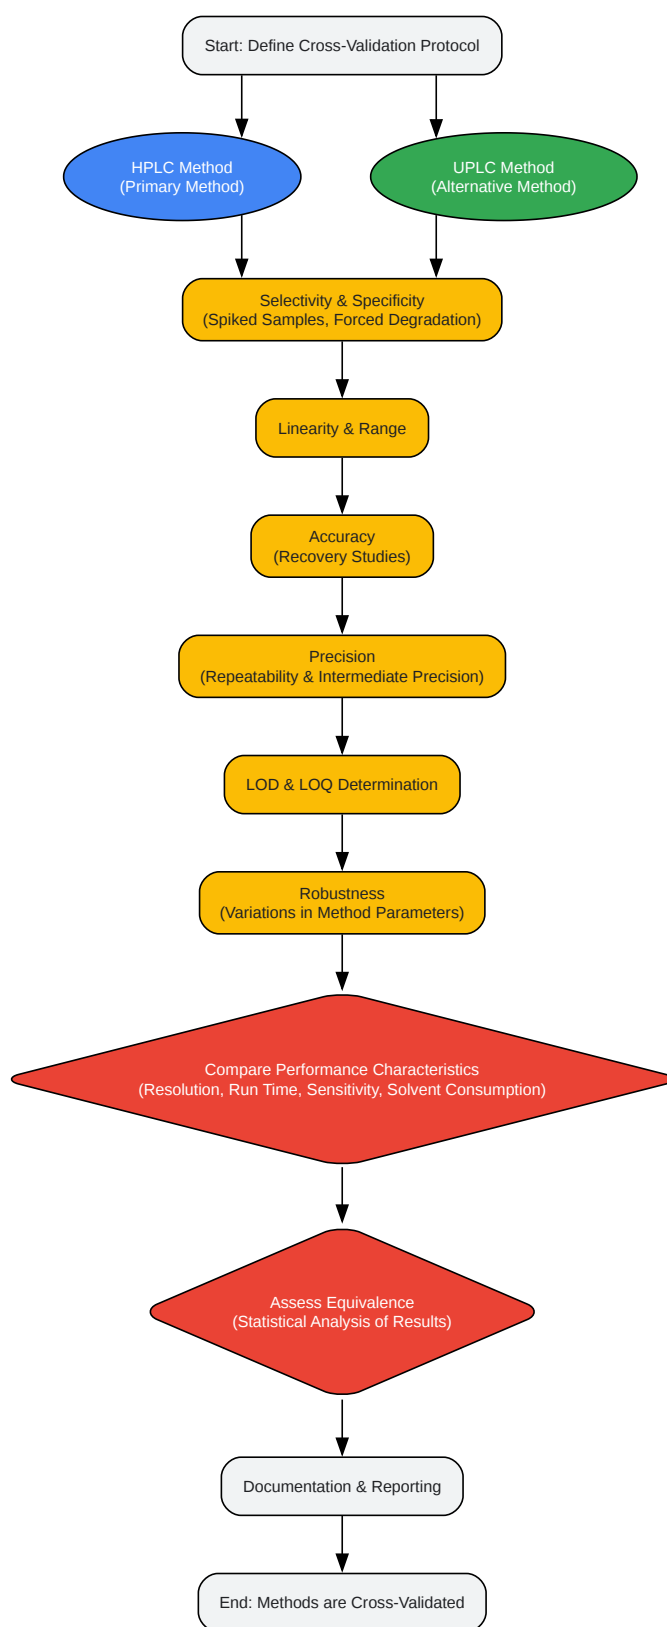 Start: Define Cross-Validation Protocol
HPLC Method
(Primary Method)
UPLC Method
(Alternative Method)
Selectivity & Specificity
(Spiked Samples, Forced Degradation)
Linearity & Range
Accuracy
(Recovery Studies)
Precision
(Repeatability & Intermediate Precision)
LOD & LOQ Determination
Robustness
(Variations in Method Parameters)
Compare Performance Characteristics
(Resolution, Run Time, Sensitivity, Solvent Consumption)
Assess Equivalence
(Statistical Analysis of Results)
Documentation & Reporting
End: Methods are Cross-Validated